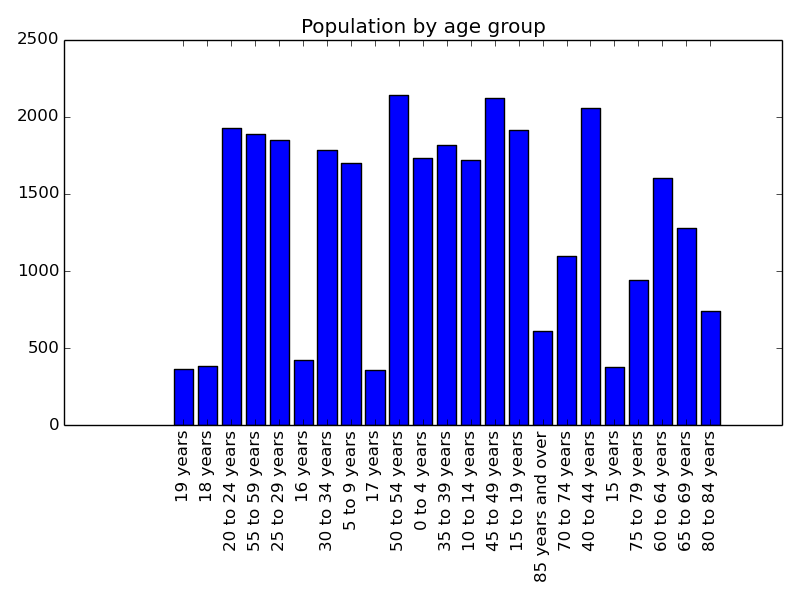 Population by age group
2500
2000
1500
1000
500
0
19 years
18 years
20 to 24 years
55 to 59 years
25 to 29 years
16 years
30 to 34 years
5 to 9 years
17 years
50 to 54 years
0 to 4 years
35 to 39 years
10 to 14 years
45 to 49 years
15 to 19 years
85 years and over
70 to 74 years
40 to 44 years
15 years
75 to 79 years
60 to 64 years
65 to 69 years
80 to 84 years